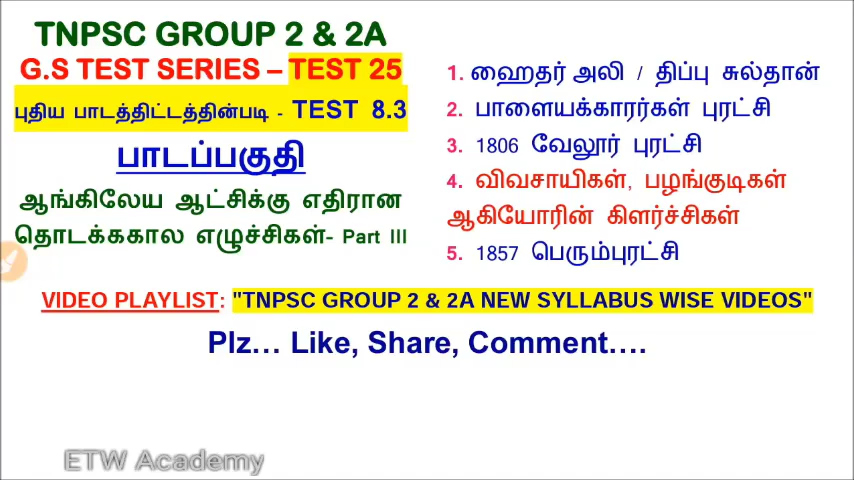 TNPSC GROUP 2 & 2A
G.S TEST SERIES – TEST 25
புதிய பாடத்திட்டத்தின்படி - TEST 8.3
பாடப்பகுதி
ஆங்கிலேய ஆட்சிக்கு எதிரான
தொடக்ககால எழுச்சிகள்- Part III
1. ஹைதர் அலி / திப்பு சுல்தான்
2. பாளையக்காரர்கள் புரட்சி
3. 1806 வேலூர் புரட்சி
4. விவசாயிகள், பழங்குடிகள்
ஆகியோரின் கிளர்ச்சிகள்
5. 1857 பெரும்புரட்சி
VIDEO PLAYLIST: "TNPSC GROUP 2 & 2A NEW SYLLABUS WISE VIDEOS"
Plz... Like, Share, Comment....
ETW Academy